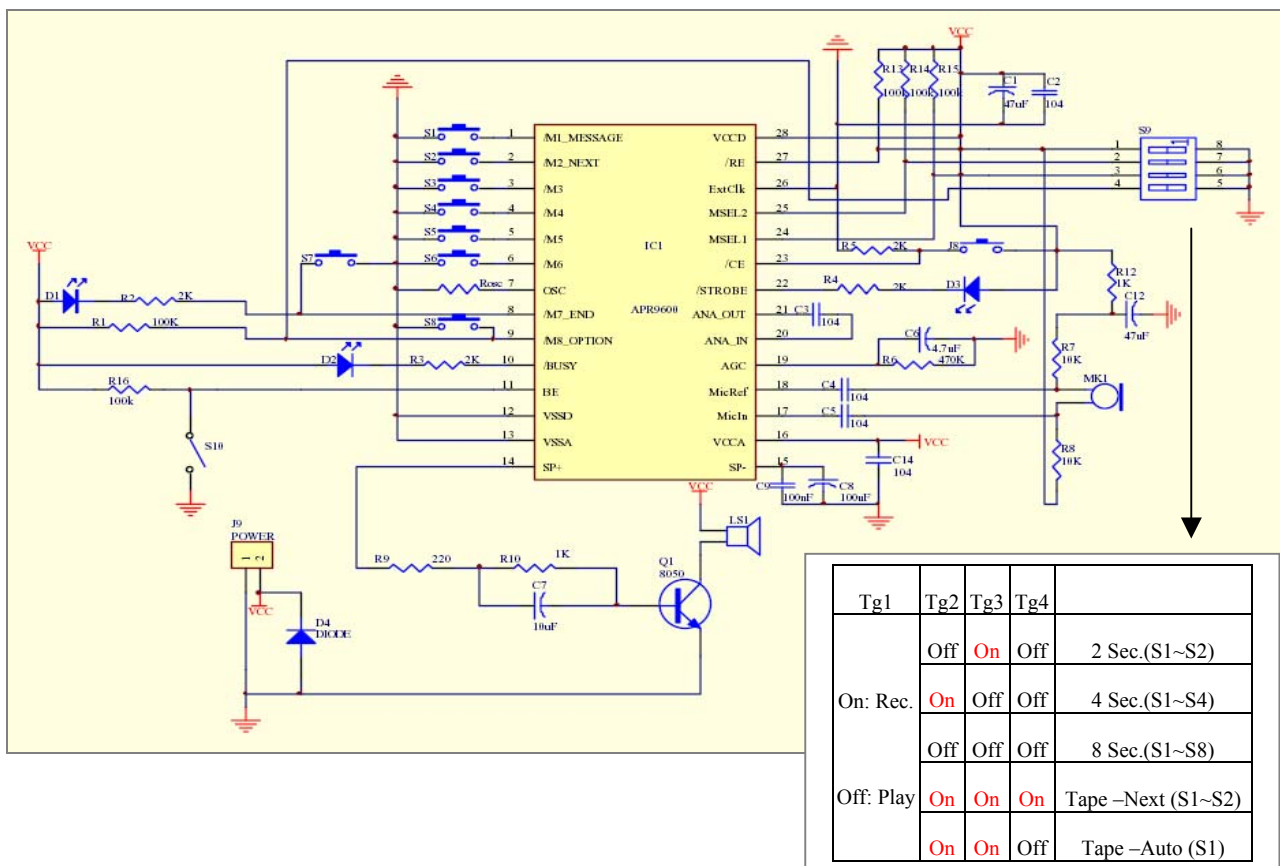 VCC
R13 R14 R15
100k 100k 100k
C1
47uF
C2
104
S9
1 8
2 7
3 6
4 5
S1 1 /M1_MESSAGE VCCD 28
S2 2 /M2_NEXT /RE 27
S3 3 /M3 ExtClk 26
S4 4 /M4 MSEL2 25
S5 5 /M5 MSEL1 24
S6 6 /M6 /CE 23
Rosc 7 OSC /STROBE 22
8 /M7_END ANA_OUT 21
S8 9 /M8_OPTION ANA_IN 20
10 /BUSY AGC 19
11 BE MicRef 18
12 VSSD MicIn 17
13 VSSA VCCA 16
14 SP+ SP- 15
IC1
APR9600
VCC
S7
D1 R2 2K
R1 100K
D2 R3 2K
R16
100k
S10
R5 2K J8
R4 2K D3
R12
1K
C12
47uF
C3
104
C6
4.7uF
R6 470K
R7
10K
C4
104
C5
104
MK1
R8
10K
VCC
C14
104
C9
100nF
C8
100uF
VCC
LS1
J9
POWER
1 2
VCC
D4
DIODE
R9 220
R10 1K
C7
10uF
Q1
8050
Tg1 Tg2 Tg3 Tg4
Off On Off 2 Sec.(S1~S2)
On: Rec. On Off Off 4 Sec.(S1~S4)
Off Off Off 8 Sec.(S1~S8)
Off: Play On On On Tape –Next (S1~S2)
On On Off Tape –Auto (S1)